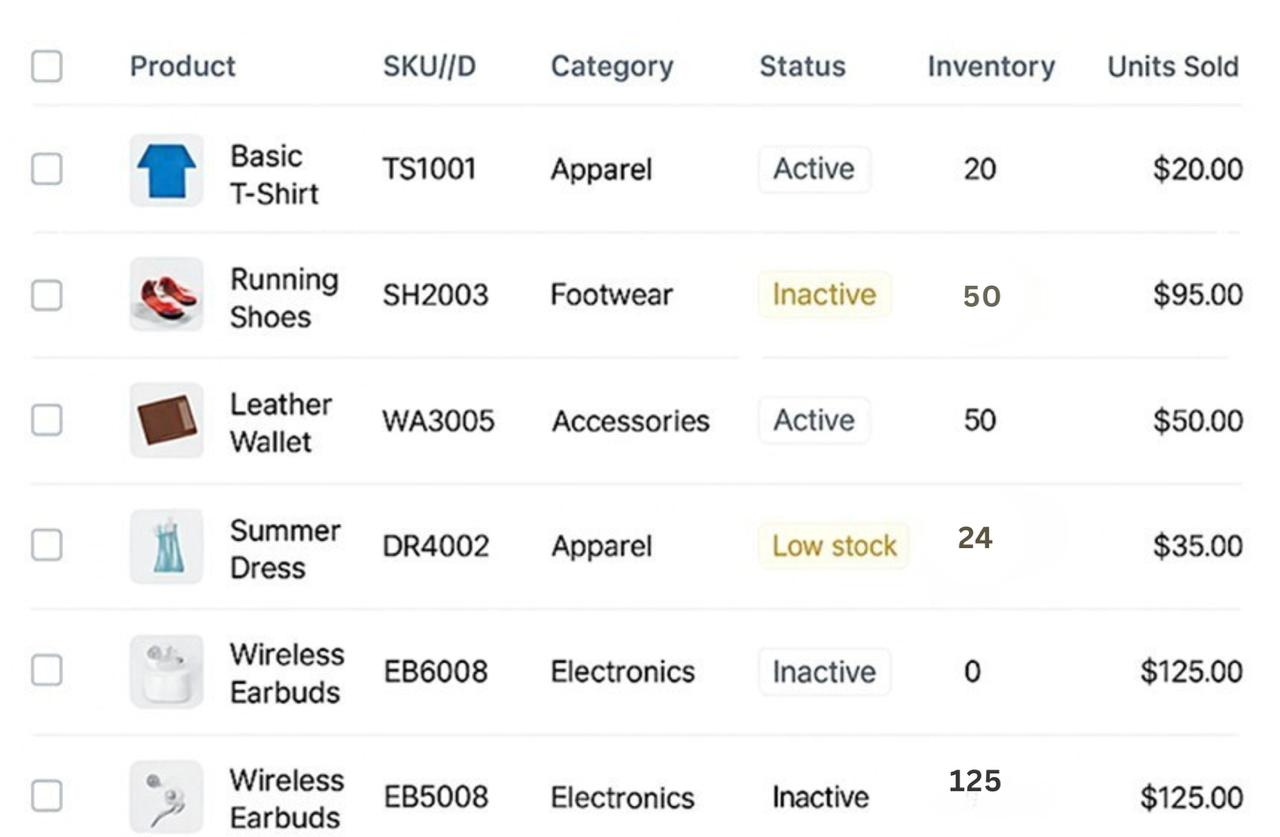 Product SKU//D Category Status Inventory Units Sold
Basic
T-Shirt TS1001 Apparel Active 20 $20.00
Running
Shoes SH2003 Footwear Inactive 50 $95.00
Leather
Wallet WA3005 Accessories Active 50 $50.00
Summer
Dress DR4002 Apparel Low stock 24 $35.00
Wireless
Earbuds EB6008 Electronics Inactive 0 $125.00
Wireless
Earbuds EB5008 Electronics Inactive 125 $125.00